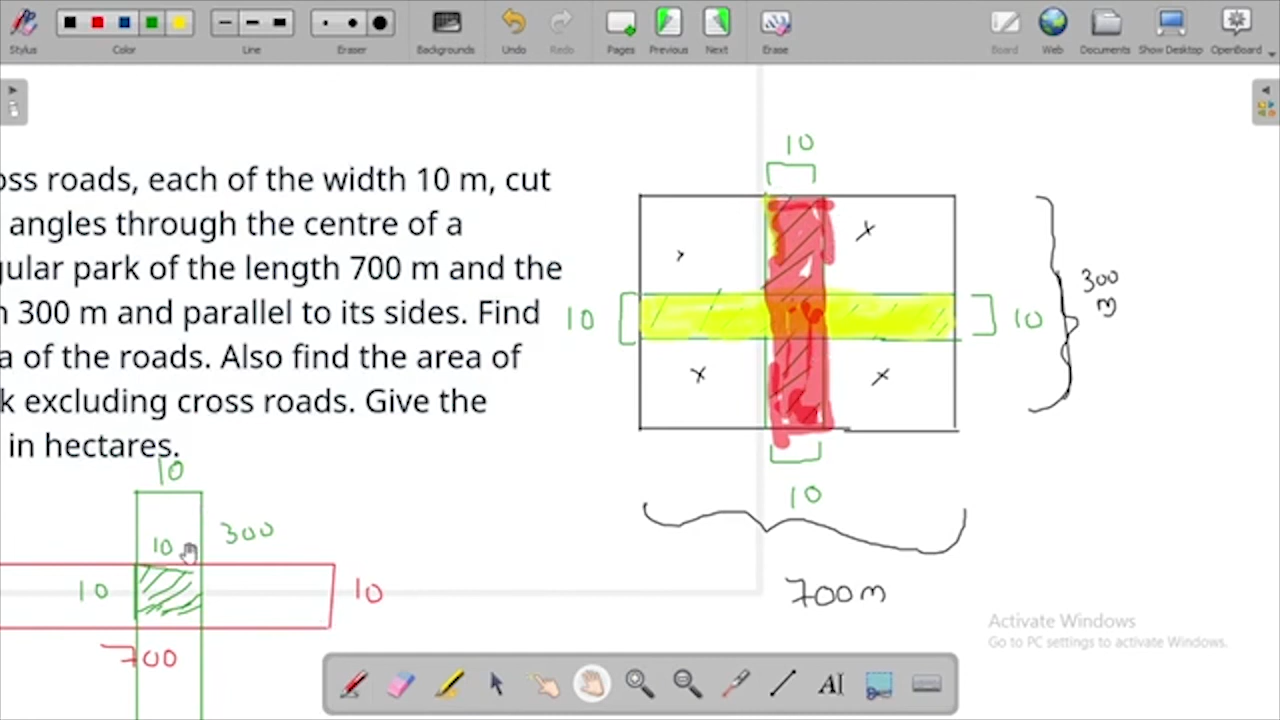 Stylus
Color
Line
Eraser
Backgrounds
Undo
Redo
Pages
Previous
Next
Erase
Board
Web
Documents
Show Desktop
OpenBoard
oss roads, each of the width 10 m, cut
angles through the centre of a
gular park of the length 700 m and the
300 m and parallel to its sides. Find
a of the roads. Also find the area of
k excluding cross roads. Give the
in hectares.
10
10
10
300
m
10
700m
10
10
300
10
10
700
Activate Windows
Go to PC settings to activate Windows.
AI